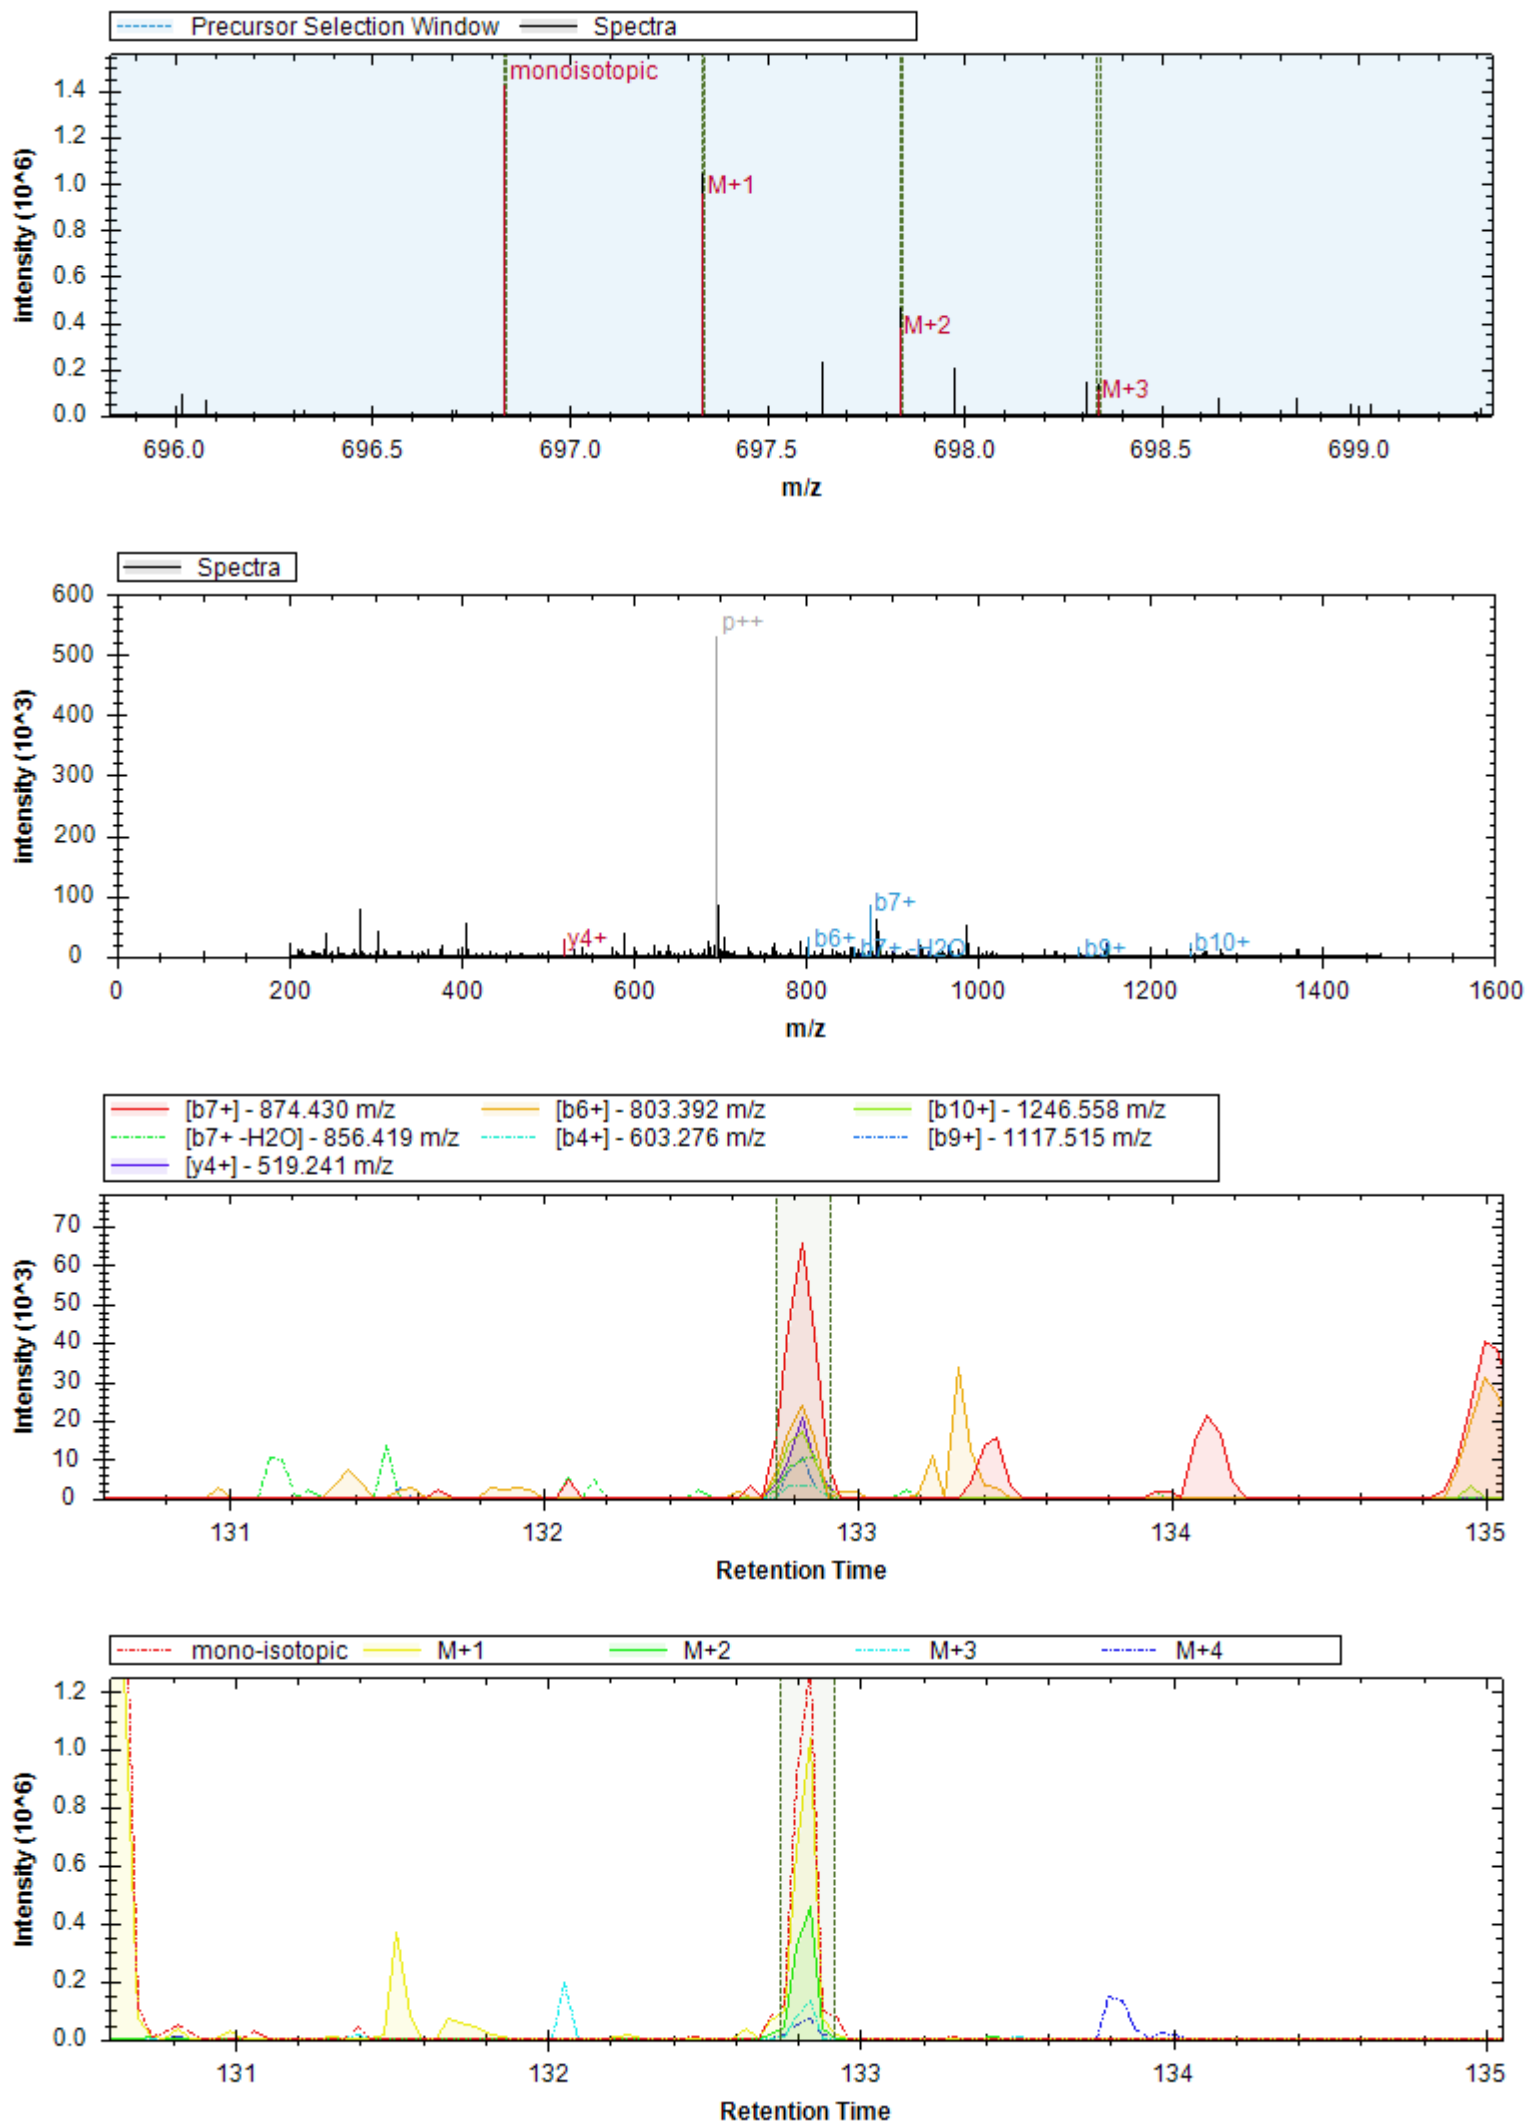 Precursor Selection Window Spectra
monoisotopic
M+1
M+2
M+3
intensity (10^6)
1.4
1.2
1.0
0.8
0.6
0.4
0.2
0.0
696.0 696.5 697.0 697.5 698.0 698.5 699.0
m/z
Spectra
p++
y4+
b6+
b7+
b7+ -H2O
b9+
b10+
intensity (10^3)
600
500
400
300
200
100
0
0 200 400 600 800 1000 1200 1400 1600
m/z
[b7+] - 874.430 m/z [b6+] - 803.392 m/z [b10+] - 1246.558 m/z
[b7+ -H2O] - 856.419 m/z [b4+] - 603.276 m/z [b9+] - 1117.515 m/z
[y4+] - 519.241 m/z
Intensity (10^3)
70
60
50
40
30
20
10
0
131 132 133 134 135
Retention Time
mono-isotopic M+1 M+2 M+3 M+4
Intensity (10^6)
1.2
1.0
0.8
0.6
0.4
0.2
0.0
131 132 133 134 135
Retention Time